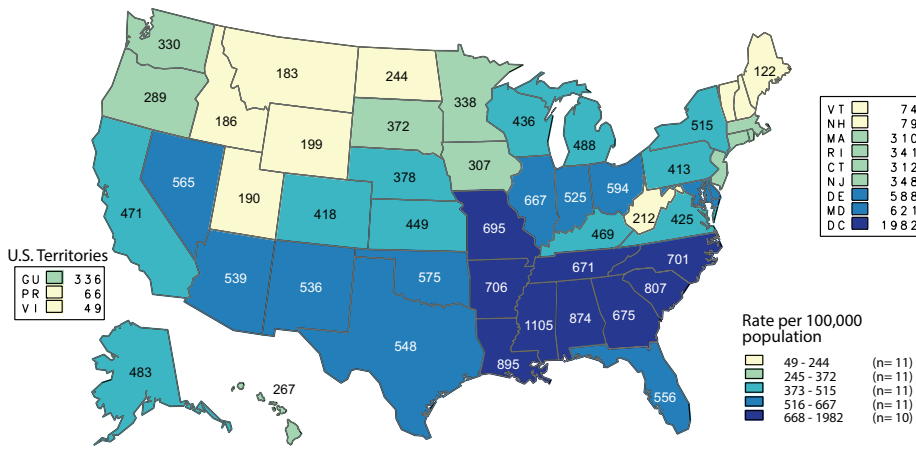 330
183
244
122
289
338
VT 74
NH 79
MA 310
RI 341
CT 312
NJ 348
DE 588
MD 621
DC 1982
186
372
436
515
199
488
307
413
565
190
378
667
525
594
471
418
449
695
212
425
469
U.S. Territories
GU 336
PR 66
VI 49
539
536
575
706
671
701
807
1105
874
675
548
895
483
267
556
Rate per 100,000
population
49 - 244 (n= 11)
245 - 372 (n= 11)
373 - 515 (n= 11)
516 - 667 (n= 11)
668 - 1982 (n= 10)